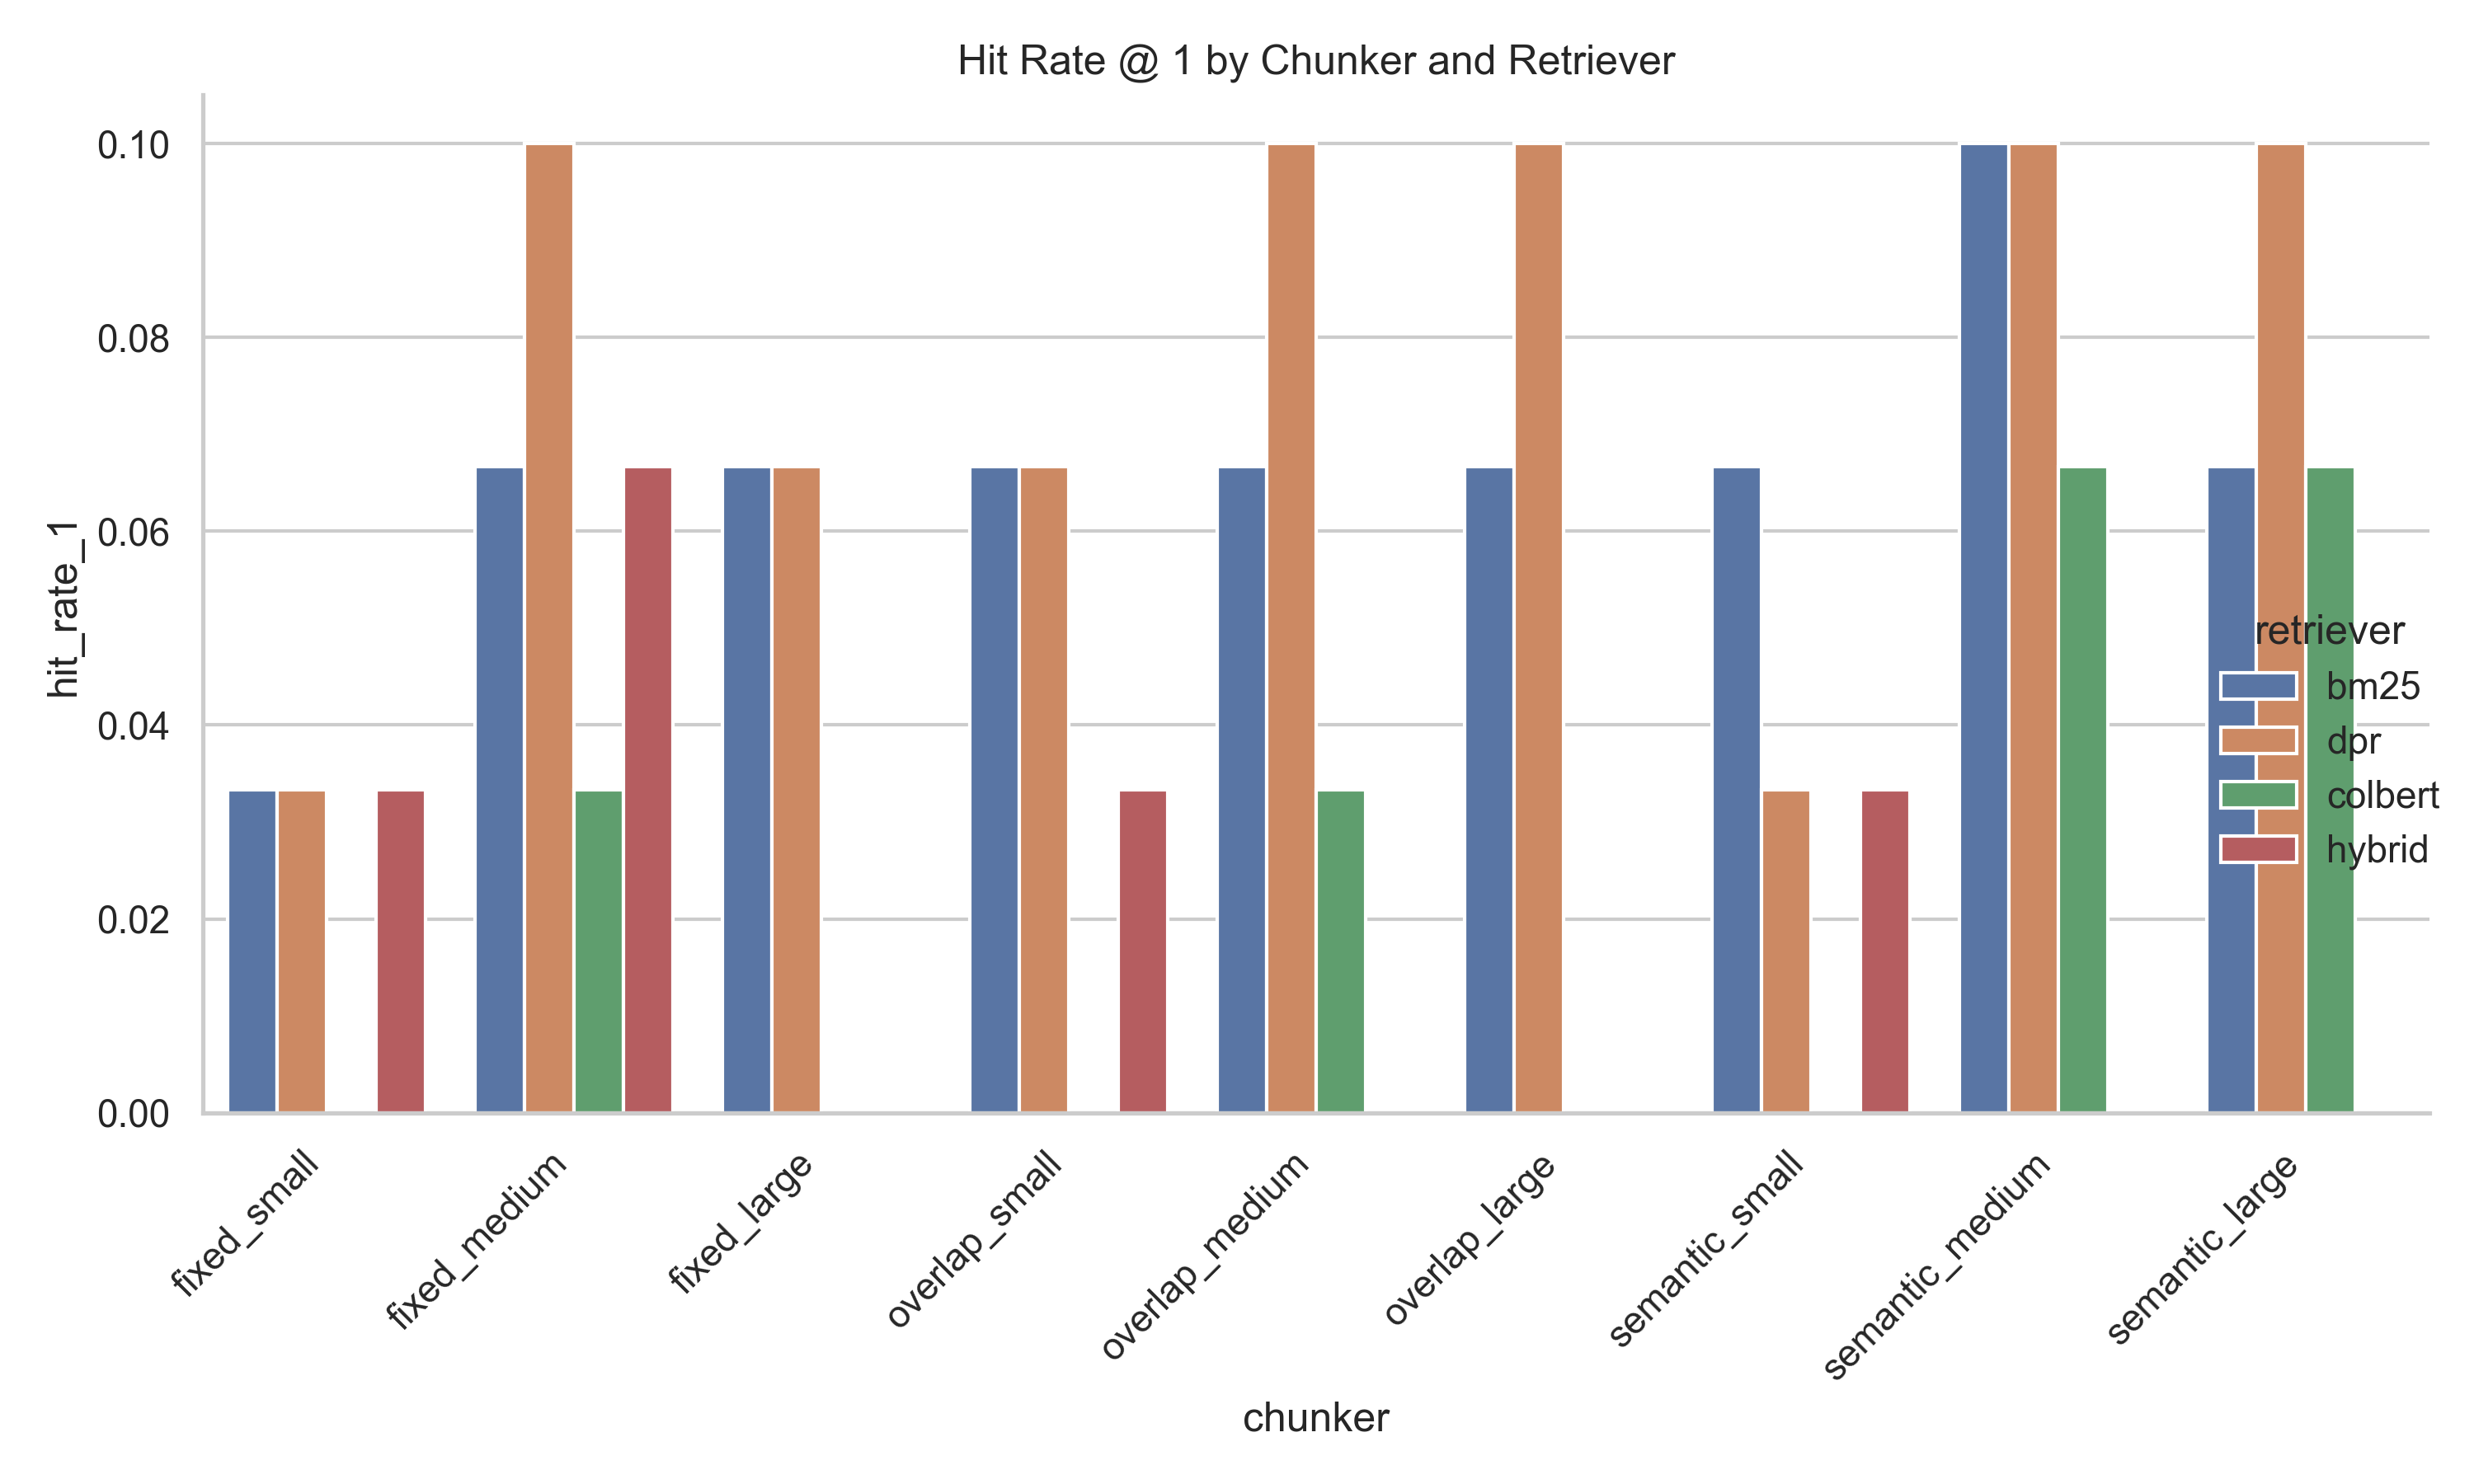 Hit Rate @ 1 by Chunker and Retriever
hit_rate_1
0.10
0.08
0.06
0.04
0.02
0.00
retriever
bm25
dpr
colbert
hybrid
fixed_small
fixed_medium
fixed_large
overlap_small
overlap_medium
overlap_large
semantic_small
semantic_medium
semantic_large
chunker